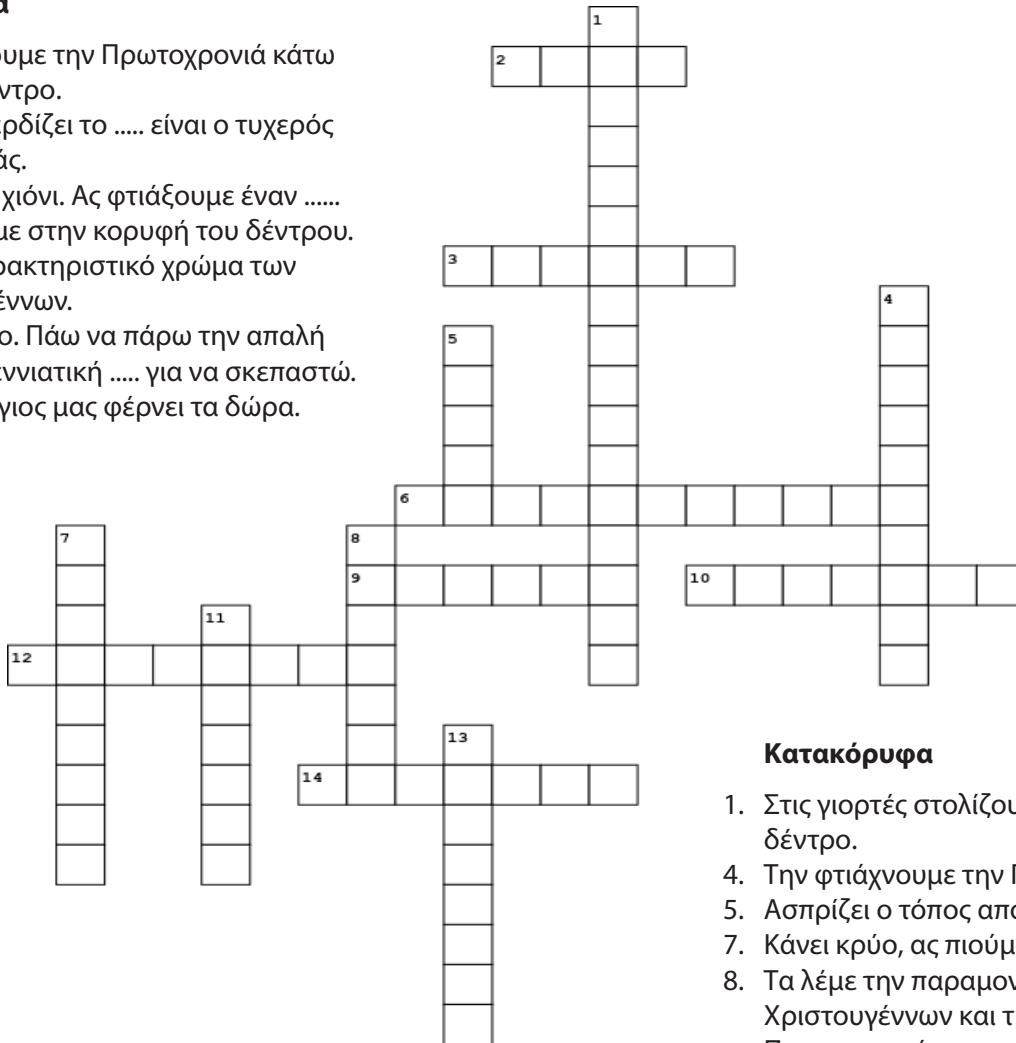 ουμε την Πρωτοχρονιά κάτω
ντρο.
ρδίζει το ..... είναι ο τυχερός
άς.
χιόνι. Ας φτιάξουμε έναν ......
με στην κορυφή του δέντρου.
ρακτηριστικό χρώμα των
έννων.
ο. Πάω να πάρω την απαλή
εννιατική ..... για να σκεπαστώ.
γιος μας φέρνει τα δώρα.
1
2
3
4
5
6
7
8
9
10
11
12
13
14
Κατακόρυφα
1. Στις γιορτές στολίζου
δέντρο.
4. Την φτιάχνουμε την
5. Ασπρίζει ο τόπος απ
7. Κάνει κρύο, ας πιούμ
8. Τα λέμε την παραμον
Χριστουγέννων και τ